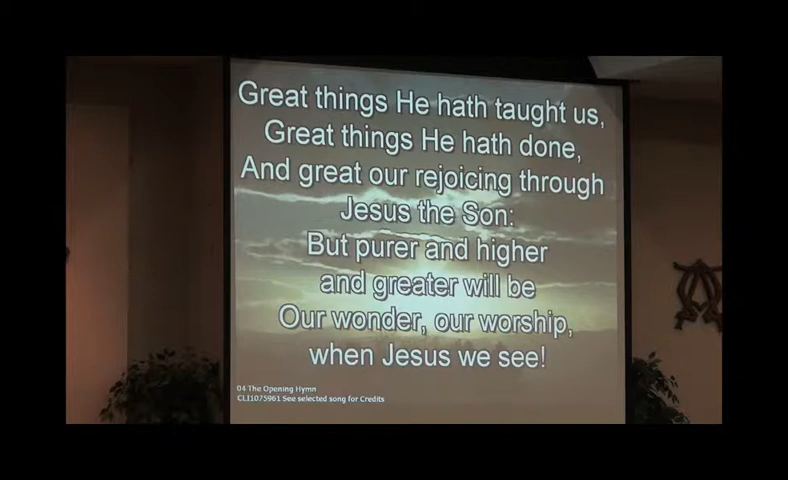 Great things He hath taught us,
Great things He hath done,
And great our rejoicing through
Jesus the Son:
But purer and higher
and greater will be
Our wonder, our worship,
when Jesus we see!
04 The Opening Hymn
CLI1075961 See selected song for Credits